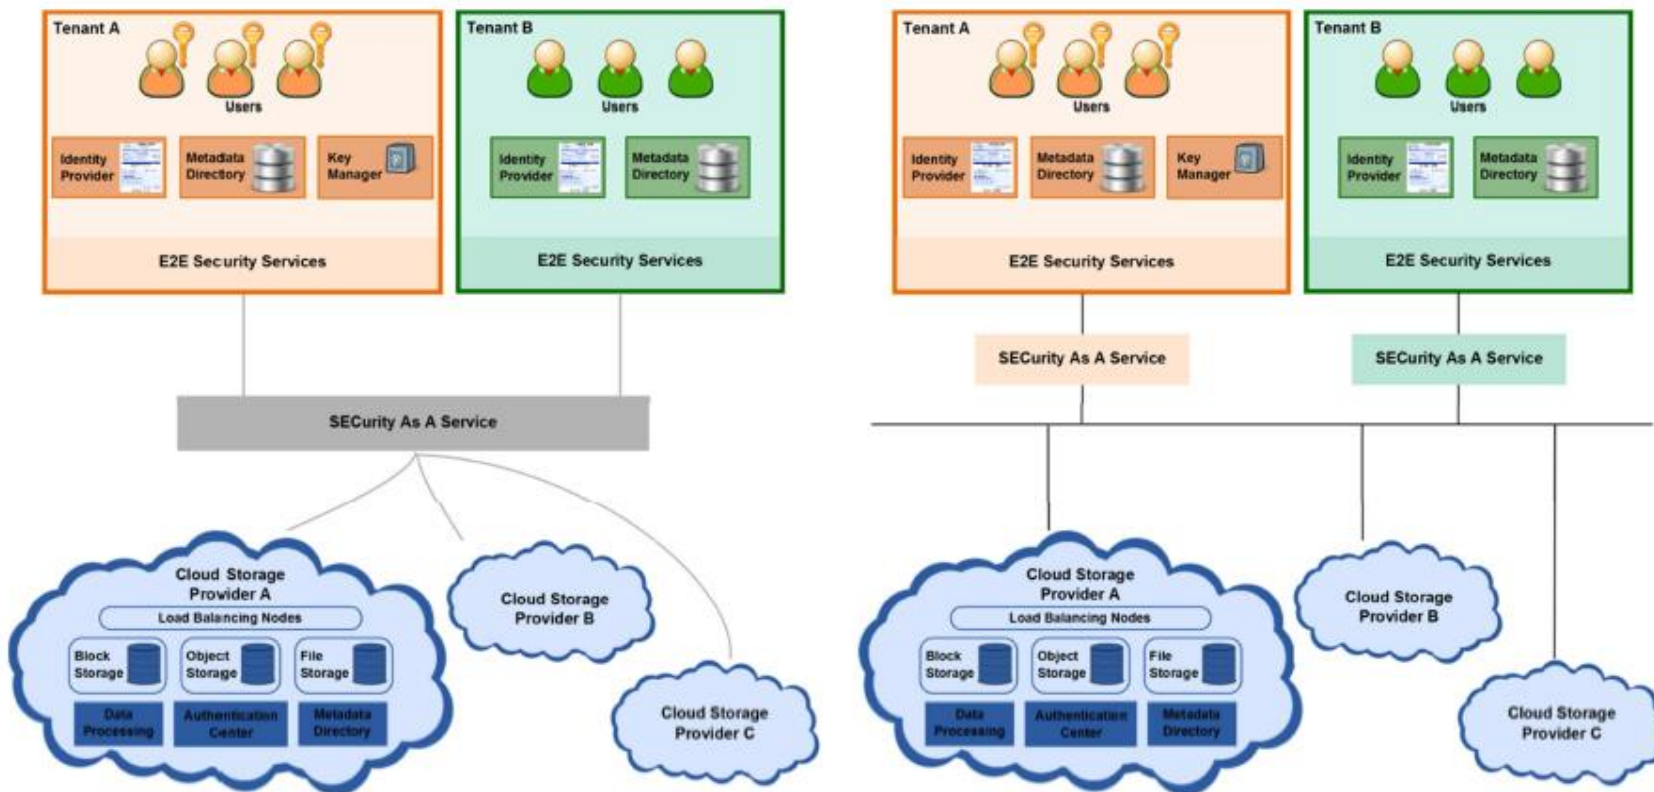 Tenant A
Users
Identity
Provider
Metadiata
Directory
Key
Manager
E2E Security Services
Tenant B
Users
Identity
Provider
Metadata
Directory
E2E Security Services
SECurity As A Service
Cloud Storage
Provider A
Load Balancing Nodes
Block
Storage
Object
Storage
File
Storage
Data
Processing
Authentication
Center
Metadata
Directory
Cloud Storage
Provider B
Cloud Storage
Provider C
Tenant A
Users
Identity
Provider
Metadata
Directory
Key
Manager
E2E Security Services
Tenant B
Users
Identity
Provider
Metadata
Directory
E2E Security Services
SECurity As A Service
SECurity As A Service
Cloud Storage
Provider A
Load Balancing Nodes
Block
Storage
Object
Storage
File
Storage
Data
Processing
Authentication
Center
Metadata
Directory
Cloud Storage
Provider B
Cloud Storage
Provider C